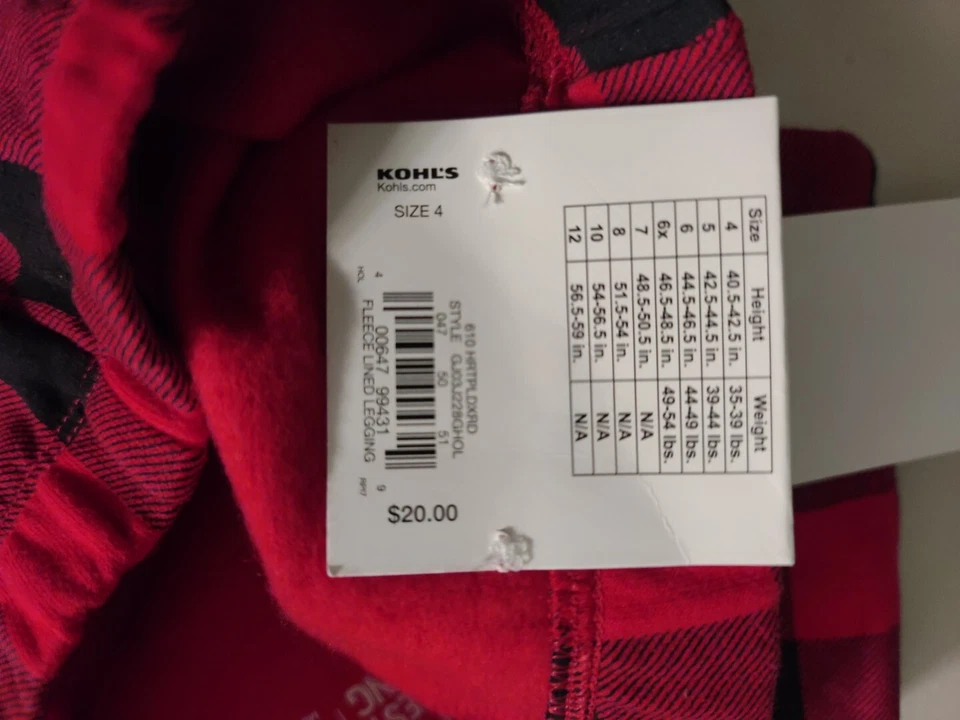 KOHL'S
Kohls.com
SIZE 4
Size Height Weight
4 40.5-42.5 in. 35-39 lbs.
5 42.5-44.5 in. 39-44 lbs.
6 44.5-46.5 in. 44-49 lbs.
6x 46.5-48.5 in. 49-54 lbs.
7 48.5-50.5 in. N/A
8 51.5-54 in. N/A
10 54-56.5 in. N/A
12 56.5-59 in. N/A
610 HRTPLDXRID
STYLE GJ03J228GHOL
047 50 51
4 00647 99431 9
HOL FLEECE LINED LEGGING RP17
$20.00